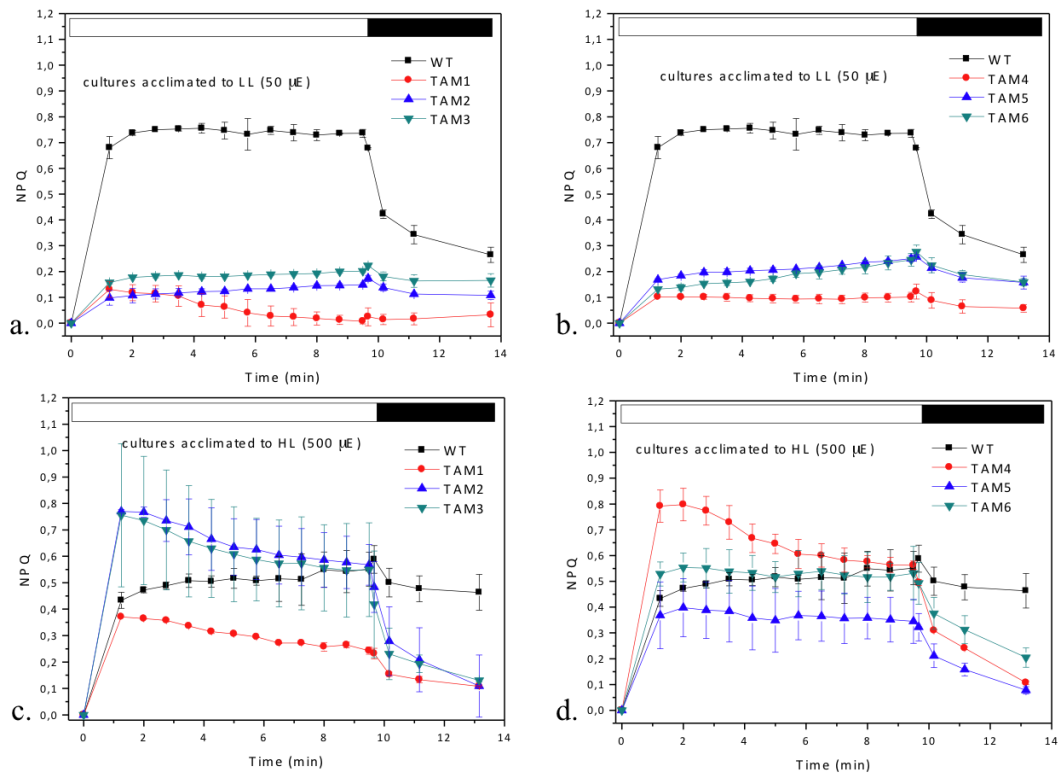 1,2
1,1
1,0
0,9
0,8
0,7
0,6
0,5
0,4
0,3
0,2
0,1
0,0
NPQ
cultures acclimated to LL (50 µE)
WT
TAM1
TAM2
TAM3
0 2 4 6 8 10 12 14
Time (min)
a.
1,2
1,1
1,0
0,9
0,8
0,7
0,6
0,5
0,4
0,3
0,2
0,1
0,0
NPQ
cultures acclimated to LL (50 µE)
WT
TAM4
TAM5
TAM6
0 2 4 6 8 10 12 14
Time (min)
b.
1,2
1,1
1,0
0,9
0,8
0,7
0,6
0,5
0,4
0,3
0,2
0,1
0,0
NPQ
cultures acclimated to HL (500 µE)
WT
TAM1
TAM2
TAM3
0 2 4 6 8 10 12 14
Time (min)
c.
1,2
1,1
1,0
0,9
0,8
0,7
0,6
0,5
0,4
0,3
0,2
0,1
0,0
NPQ
cultures acclimated to HL (500 µE)
WT
TAM4
TAM5
TAM6
0 2 4 6 8 10 12 14
Time (min)
d.